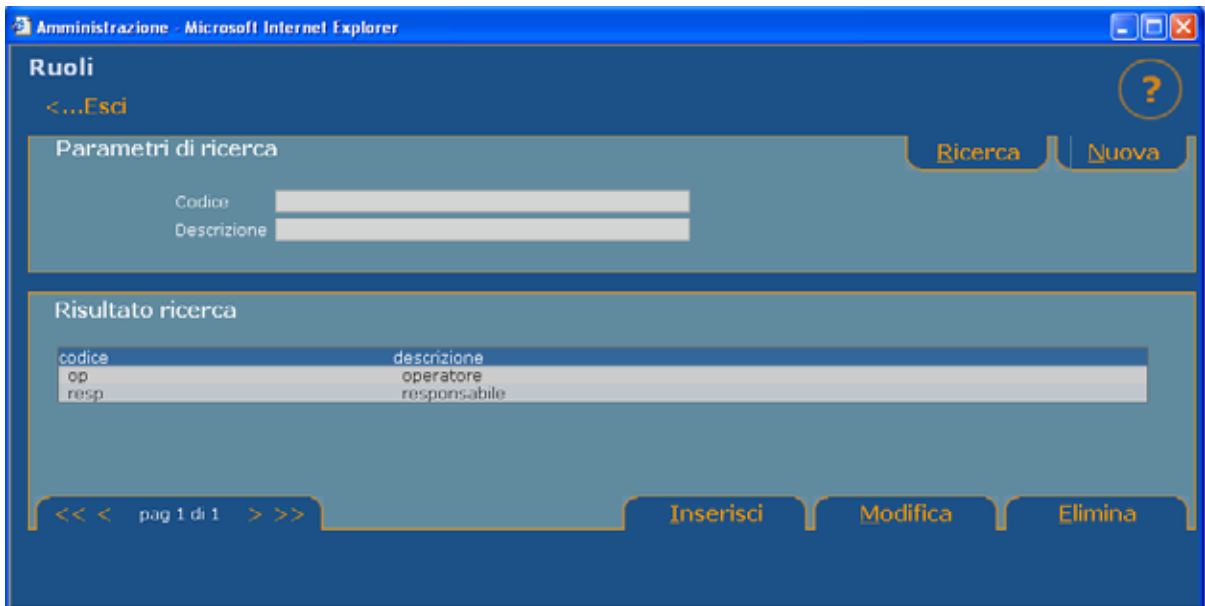 Amministrazione - Microsoft Internet Explorer
Ruoli
?
<...Esci
Parametri di ricerca
Ricerca
Nuova
Codice
Descrizione
Risultato ricerca
codice descrizione
op operatore
resp responsabile
<< < pag 1 di 1 > >>
Inserisci
Modifica
Elimina